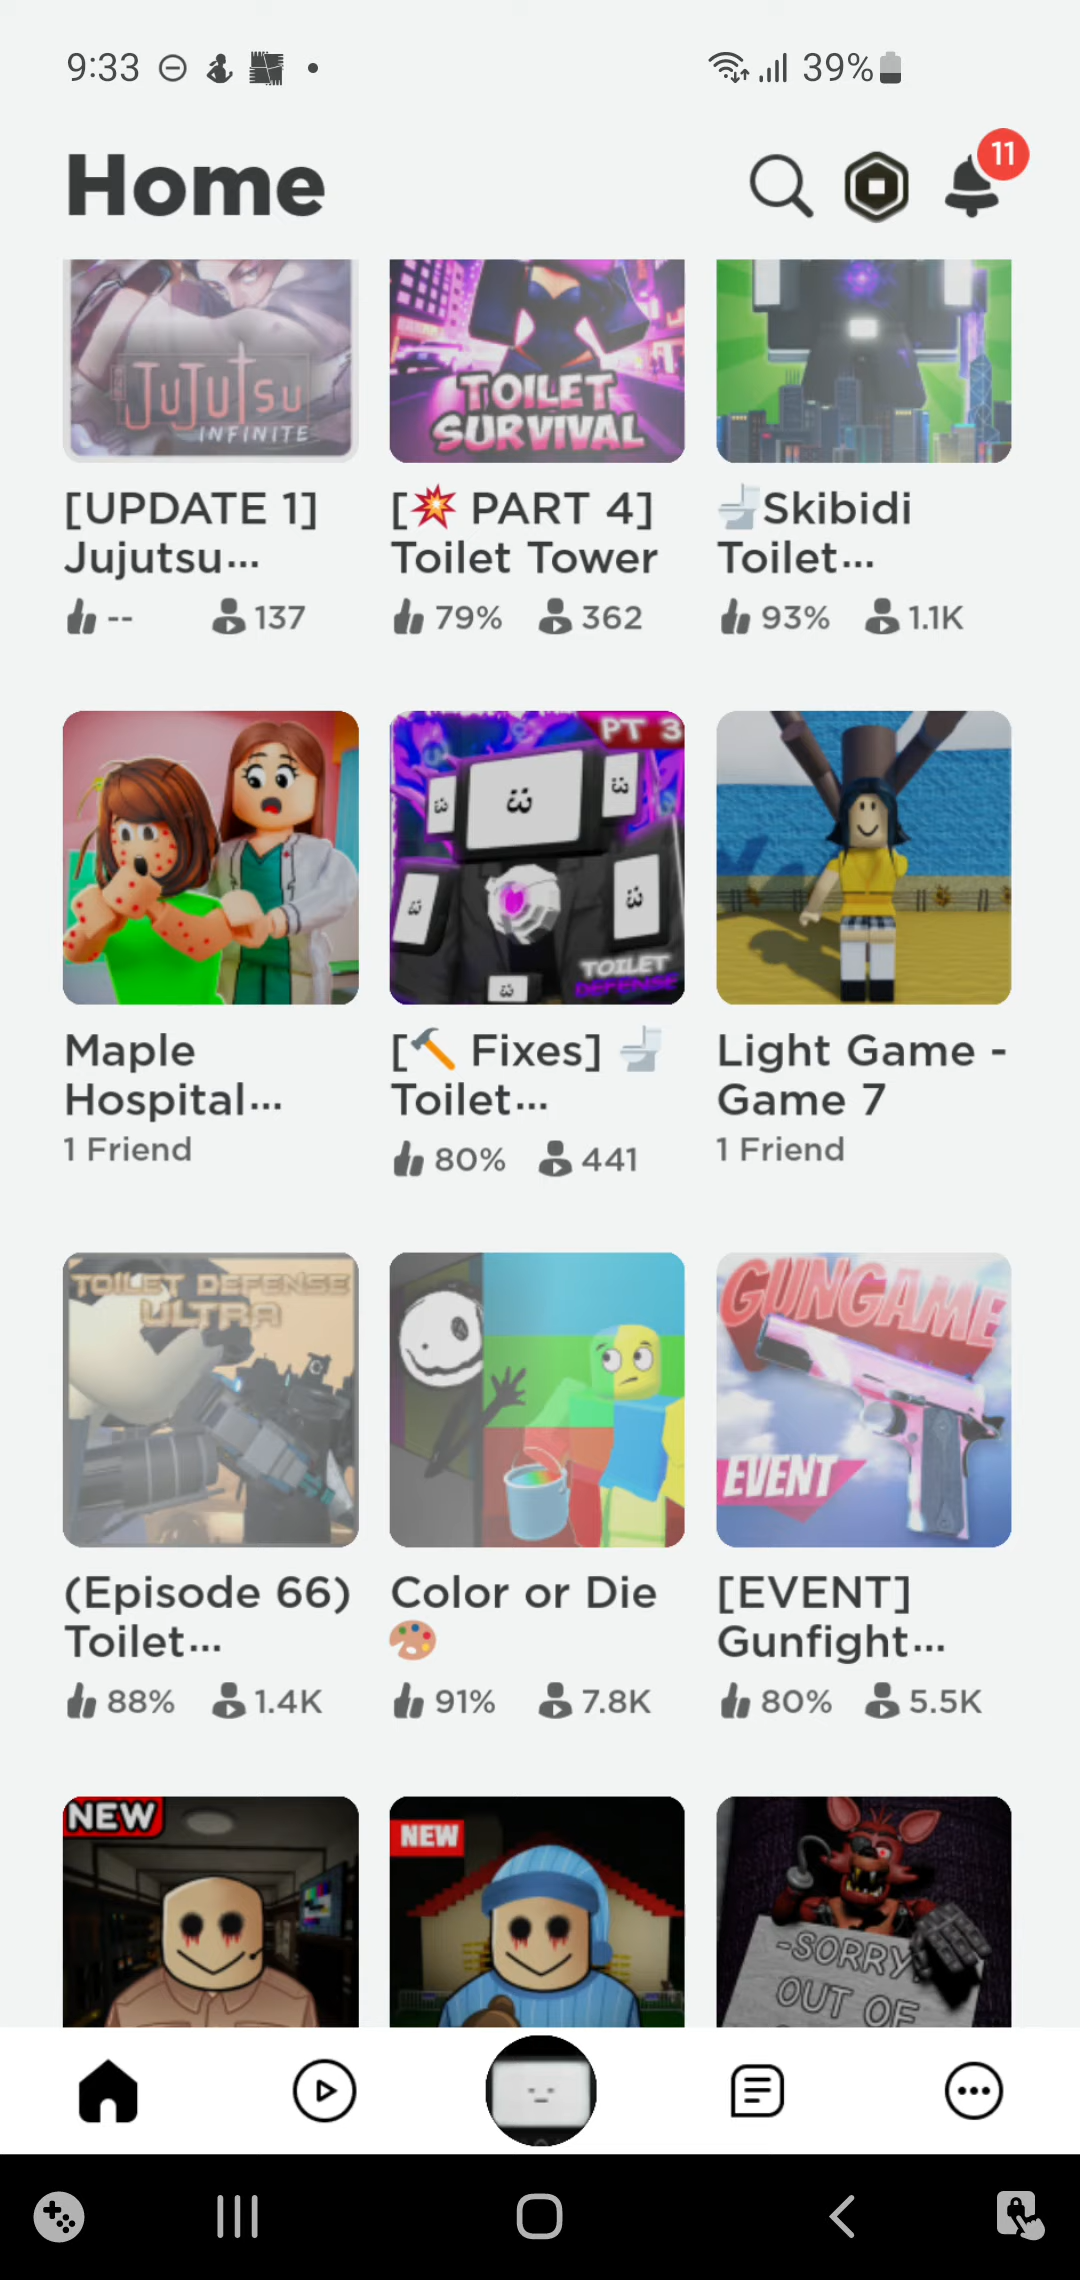 9:33
39%
Home
11
JUJUTSU
INFINITE
TOILET
SURVIVAL
[UPDATE 1]
Jujutsu...
--
137
[💥 PART 4]
Toilet Tower
79%
362
🚽Skibidi
Toilet...
93%
1.1K
PT 3
TOILET
DEFENSE
Maple
Hospital...
1 Friend
[🔨 Fixes] 🚽
Toilet...
80%
441
Light Game -
Game 7
1 Friend
TOILET DEFENSE
ULTRA
GUNGAME
EVENT
(Episode 66)
Toilet...
88%
1.4K
Color or Die
🎨
91%
7.8K
[EVENT]
Gunfight...
80%
5.5K
NEW
NEW
-SORRY
OUT OF